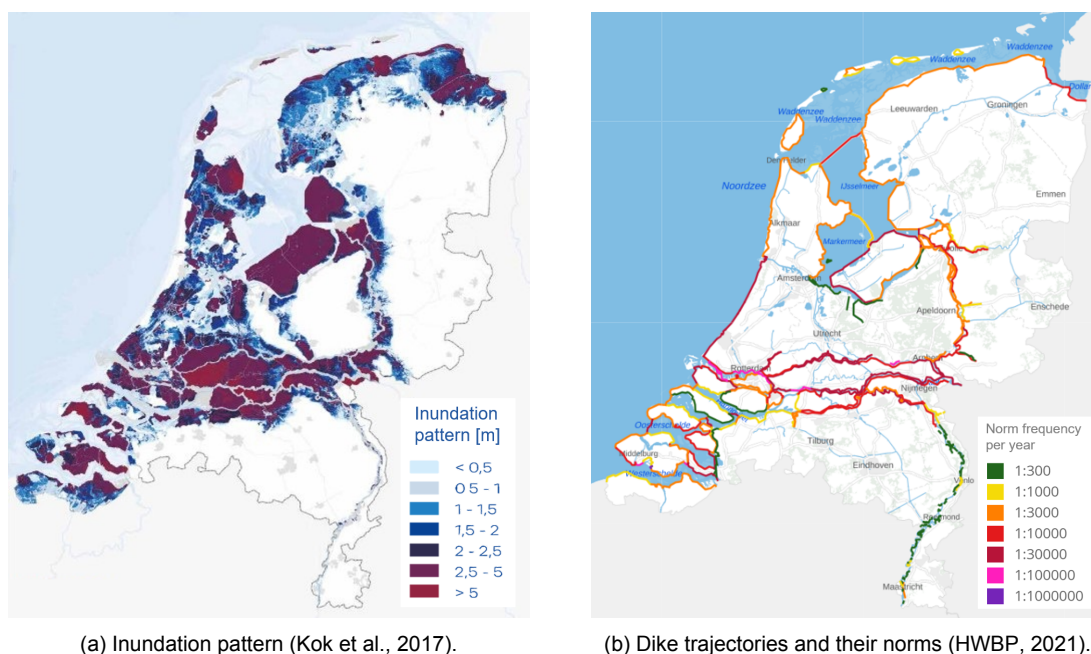 Inundation
pattern [m]
< 0,5
0 5 - 1
1 - 1,5
1,5 - 2
2 - 2,5
2,5 - 5
> 5
(a) Inundation pattern (Kok et al., 2017).
Waddenzee
Waddenzee
Waddenzee
Waddenzee
Leeuwarden
Groningen
Noordzee
IJsselmeer
Emmen
Alkmaar
Markermeer
Amsterdam
Enschede
Apeldoorn
Utrecht
Arnhem
Rotterdam
Nijmegen
Oosterschelde
Tilburg
Middelburg
Eindhoven
Westerschelde
Venlo
Roermond
Maastricht
Norm frequency
per year
1:300
1:1000
1:3000
1:10000
1:30000
1:100000
1:1000000
(b) Dike trajectories and their norms (HWBP, 2021).